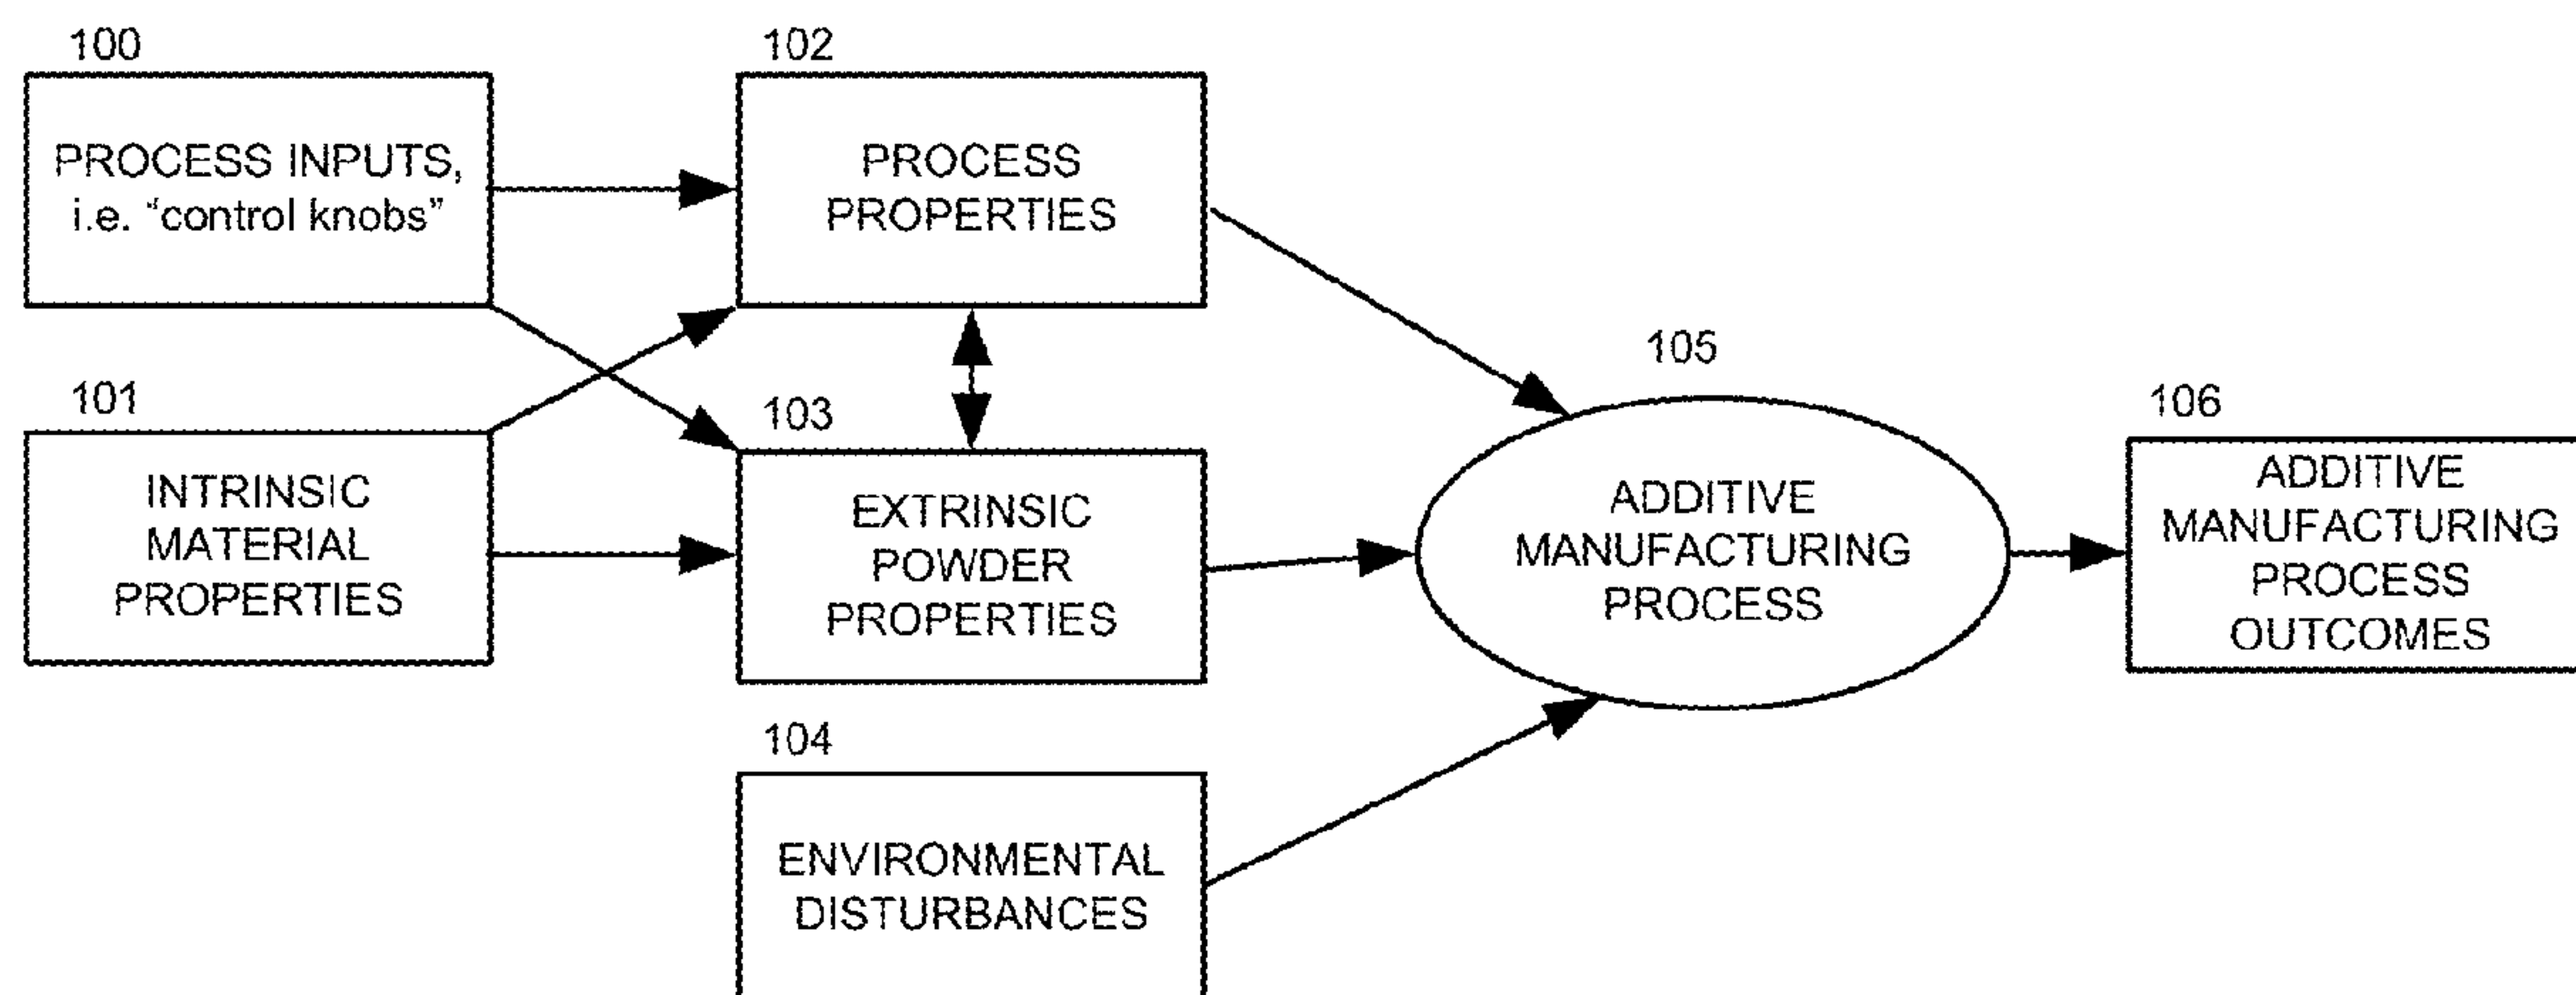 100
PROCESS INPUTS,
i.e. “control knobs”
102
PROCESS
PROPERTIES
101
INTRINSIC
MATERIAL
PROPERTIES
103
EXTRINSIC
POWDER
PROPERTIES
104
ENVIRONMENTAL
DISTURBANCES
105
ADDITIVE
MANUFACTURING
PROCESS
106
ADDITIVE
MANUFACTURING
PROCESS
OUTCOMES